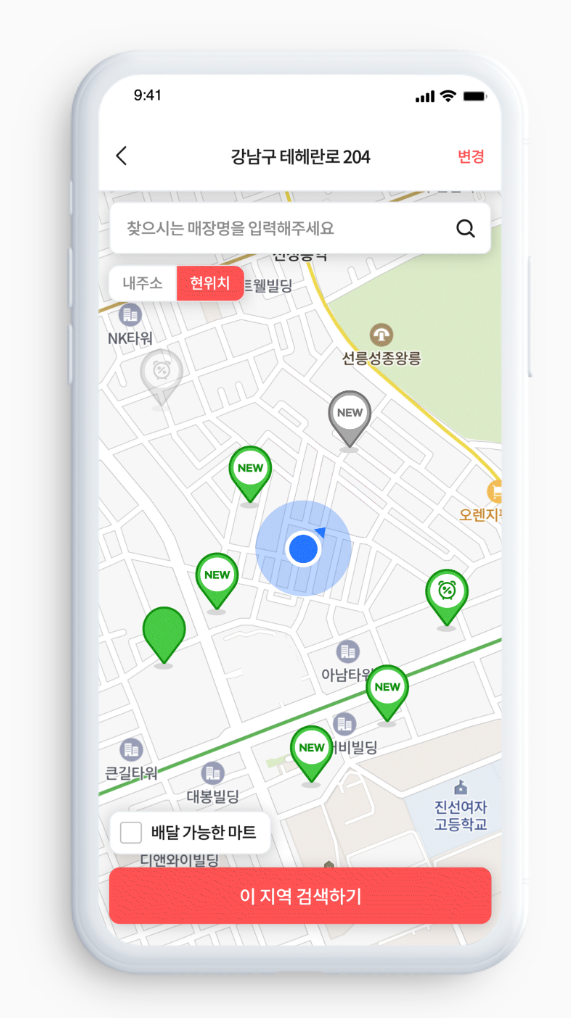 9:41
강남구 테헤란로 204
변경
찾으시는 매장명을 입력해주세요
내주소
현위치
트웰빌딩
NK타워
선릉성종왕릉
NEW
NEW
오렌지
NEW
아남타워
NEW
NEW
비빌딩
큰길타워
대봉빌딩
진선여자
고등학교
배달 가능한 마트
디앤와이빌딩
이 지역 검색하기